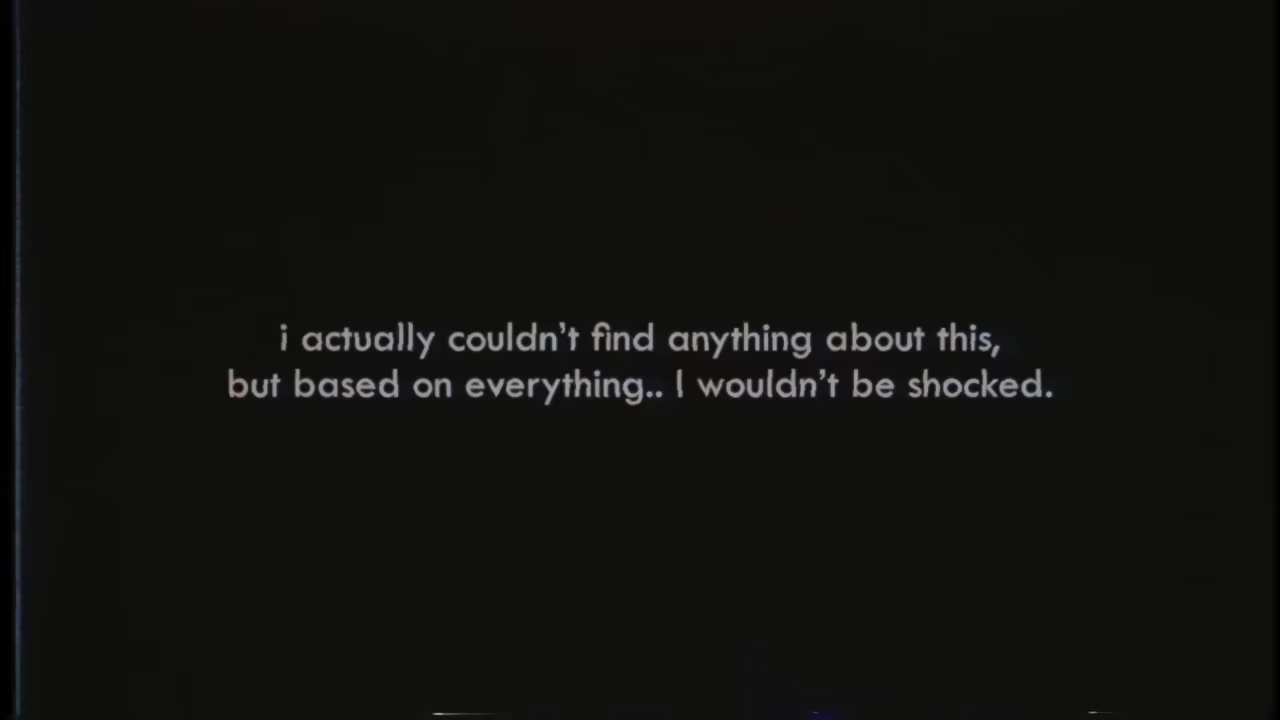 i actually couldn’t find anything about this,
but based on everything.. I wouldn’t be shocked.